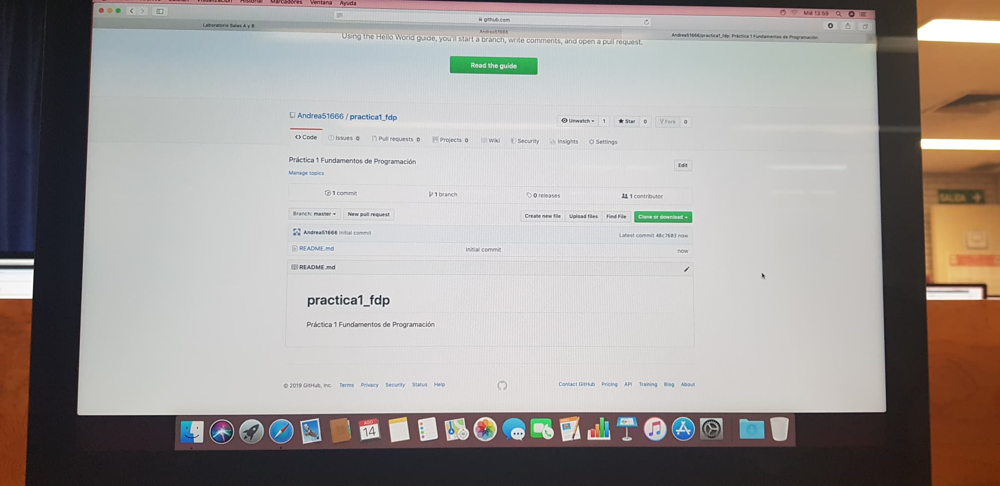 Edición Visualización Historial Marcadores Ventana Ayuda
Mié 13:59
github.com
Laboratorio Salas A y B
Andrea51666
Andrea51666/practica1_fdp: Práctica 1 Fundamentos de Programación
Using the Hello World guide, you'll start a branch, write comments, and open a pull request.
Read the guide
Andrea51666 / practica1_fdp
Unwatch 1 Star 0 Fork 0
Code Issues 0 Pull requests 0 Projects 0 Wiki Security Insights Settings
Práctica 1 Fundamentos de Programación
Edit
Manage topics
1 commit 1 branch 0 releases 1 contributor
Branch: master New pull request Create new file Upload files Find File Clone or download
Andrea51666 Initial commit Latest commit 48c7603 now
README.md Initial commit now
README.md
practica1_fdp
Práctica 1 Fundamentos de Programación
© 2019 GitHub, Inc. Terms Privacy Security Status Help Contact GitHub Pricing API Training Blog About
AGO
14
3D
SALIDA